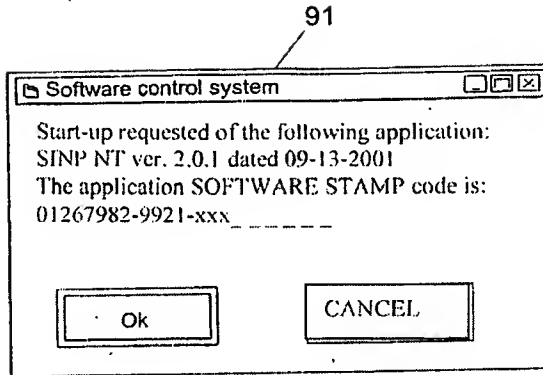 91
Software control system
Start-up requested of the following application:
SINP NT ver. 2.0.1 dated 09-13-2001
The application SOFTWARE STAMP code is:
01267982-9921-xxx_ _ _ _ _ _
Ok
CANCEL